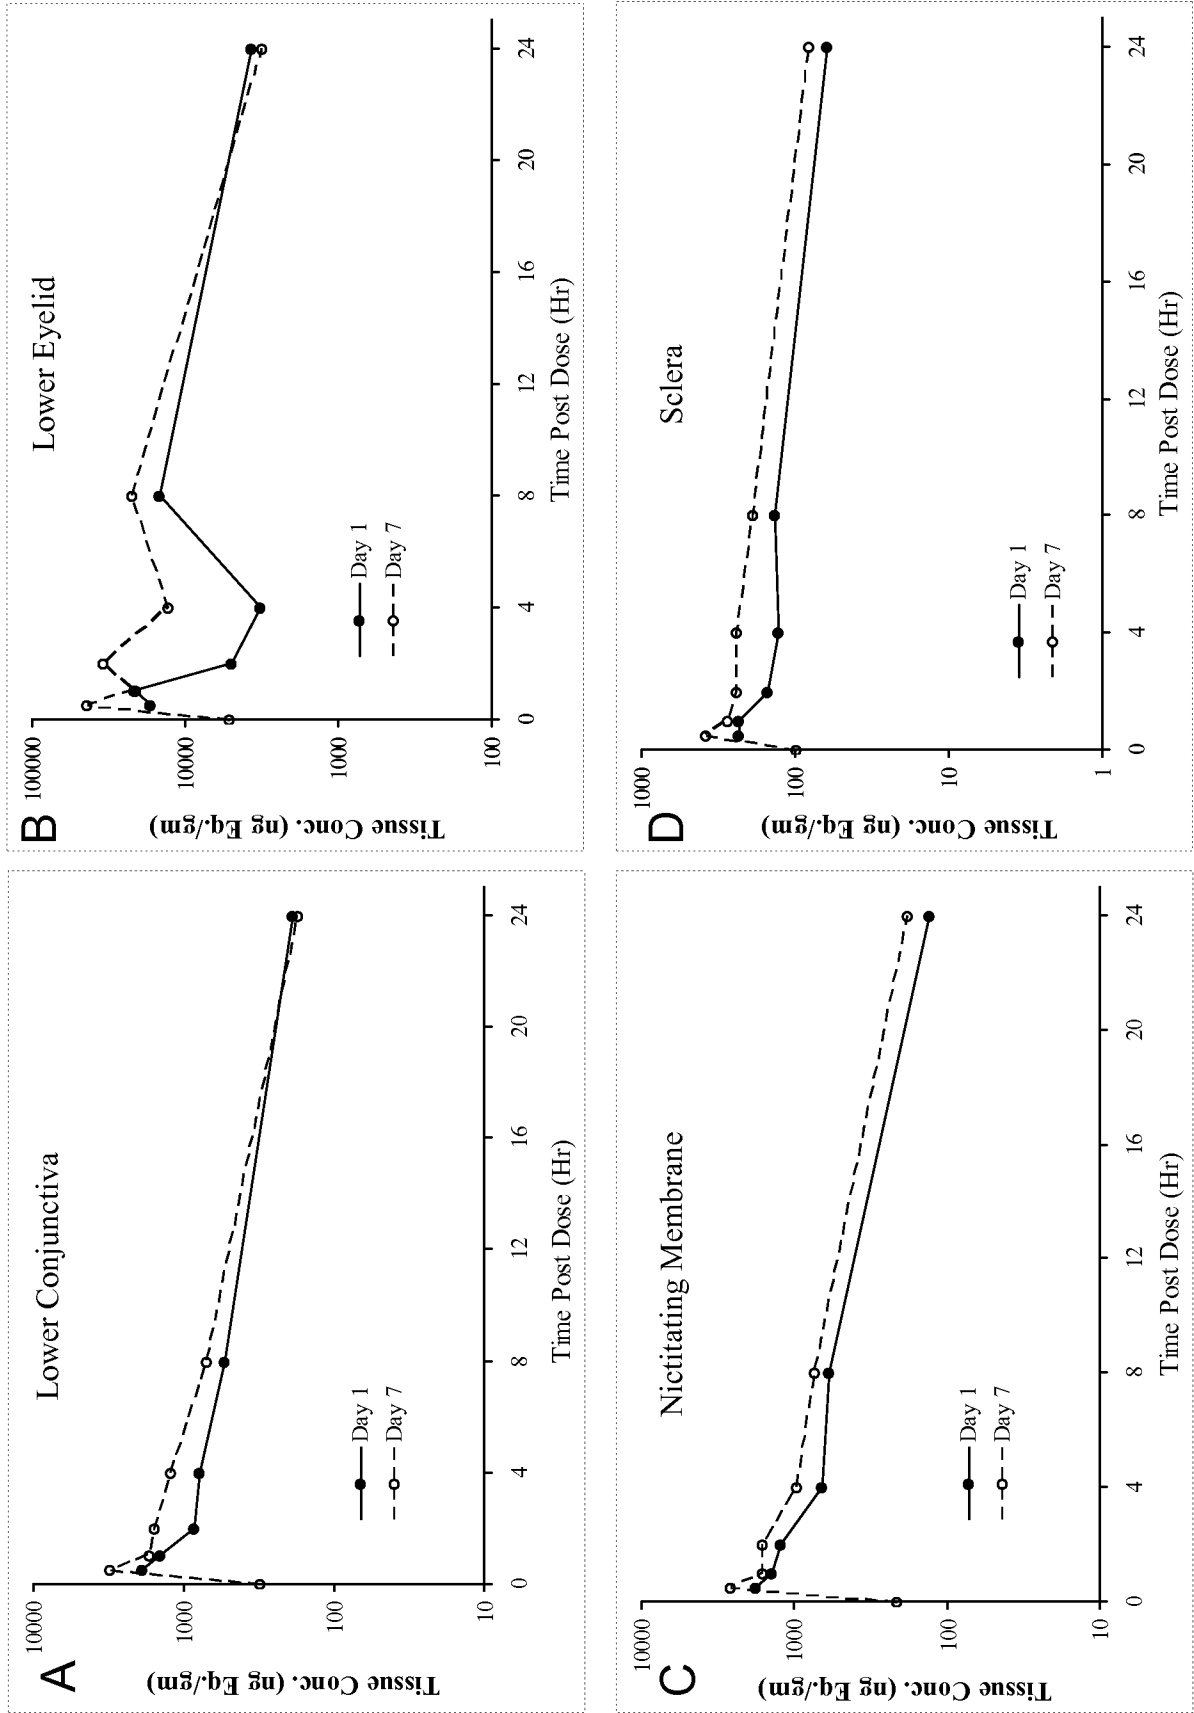 A
Lower Conjunctiva
Tissue Conc. (ng Eq./gm)
10000
1000
100
10
0
4
8
12
16
20
24
Time Post Dose (Hr)
Day 1
Day 7
B
Lower Eyelid
Tissue Conc. (ng Eq./gm)
100000
10000
1000
100
0
4
8
12
16
20
24
Time Post Dose (Hr)
Day 1
Day 7
C
Nictitating Membrane
Tissue Conc. (ng Eq./gm)
10000
1000
100
10
0
4
8
12
16
20
24
Time Post Dose (Hr)
Day 1
Day 7
D
Sclera
Tissue Conc. (ng Eq./gm)
1000
100
10
1
0
4
8
12
16
20
24
Time Post Dose (Hr)
Day 1
Day 7